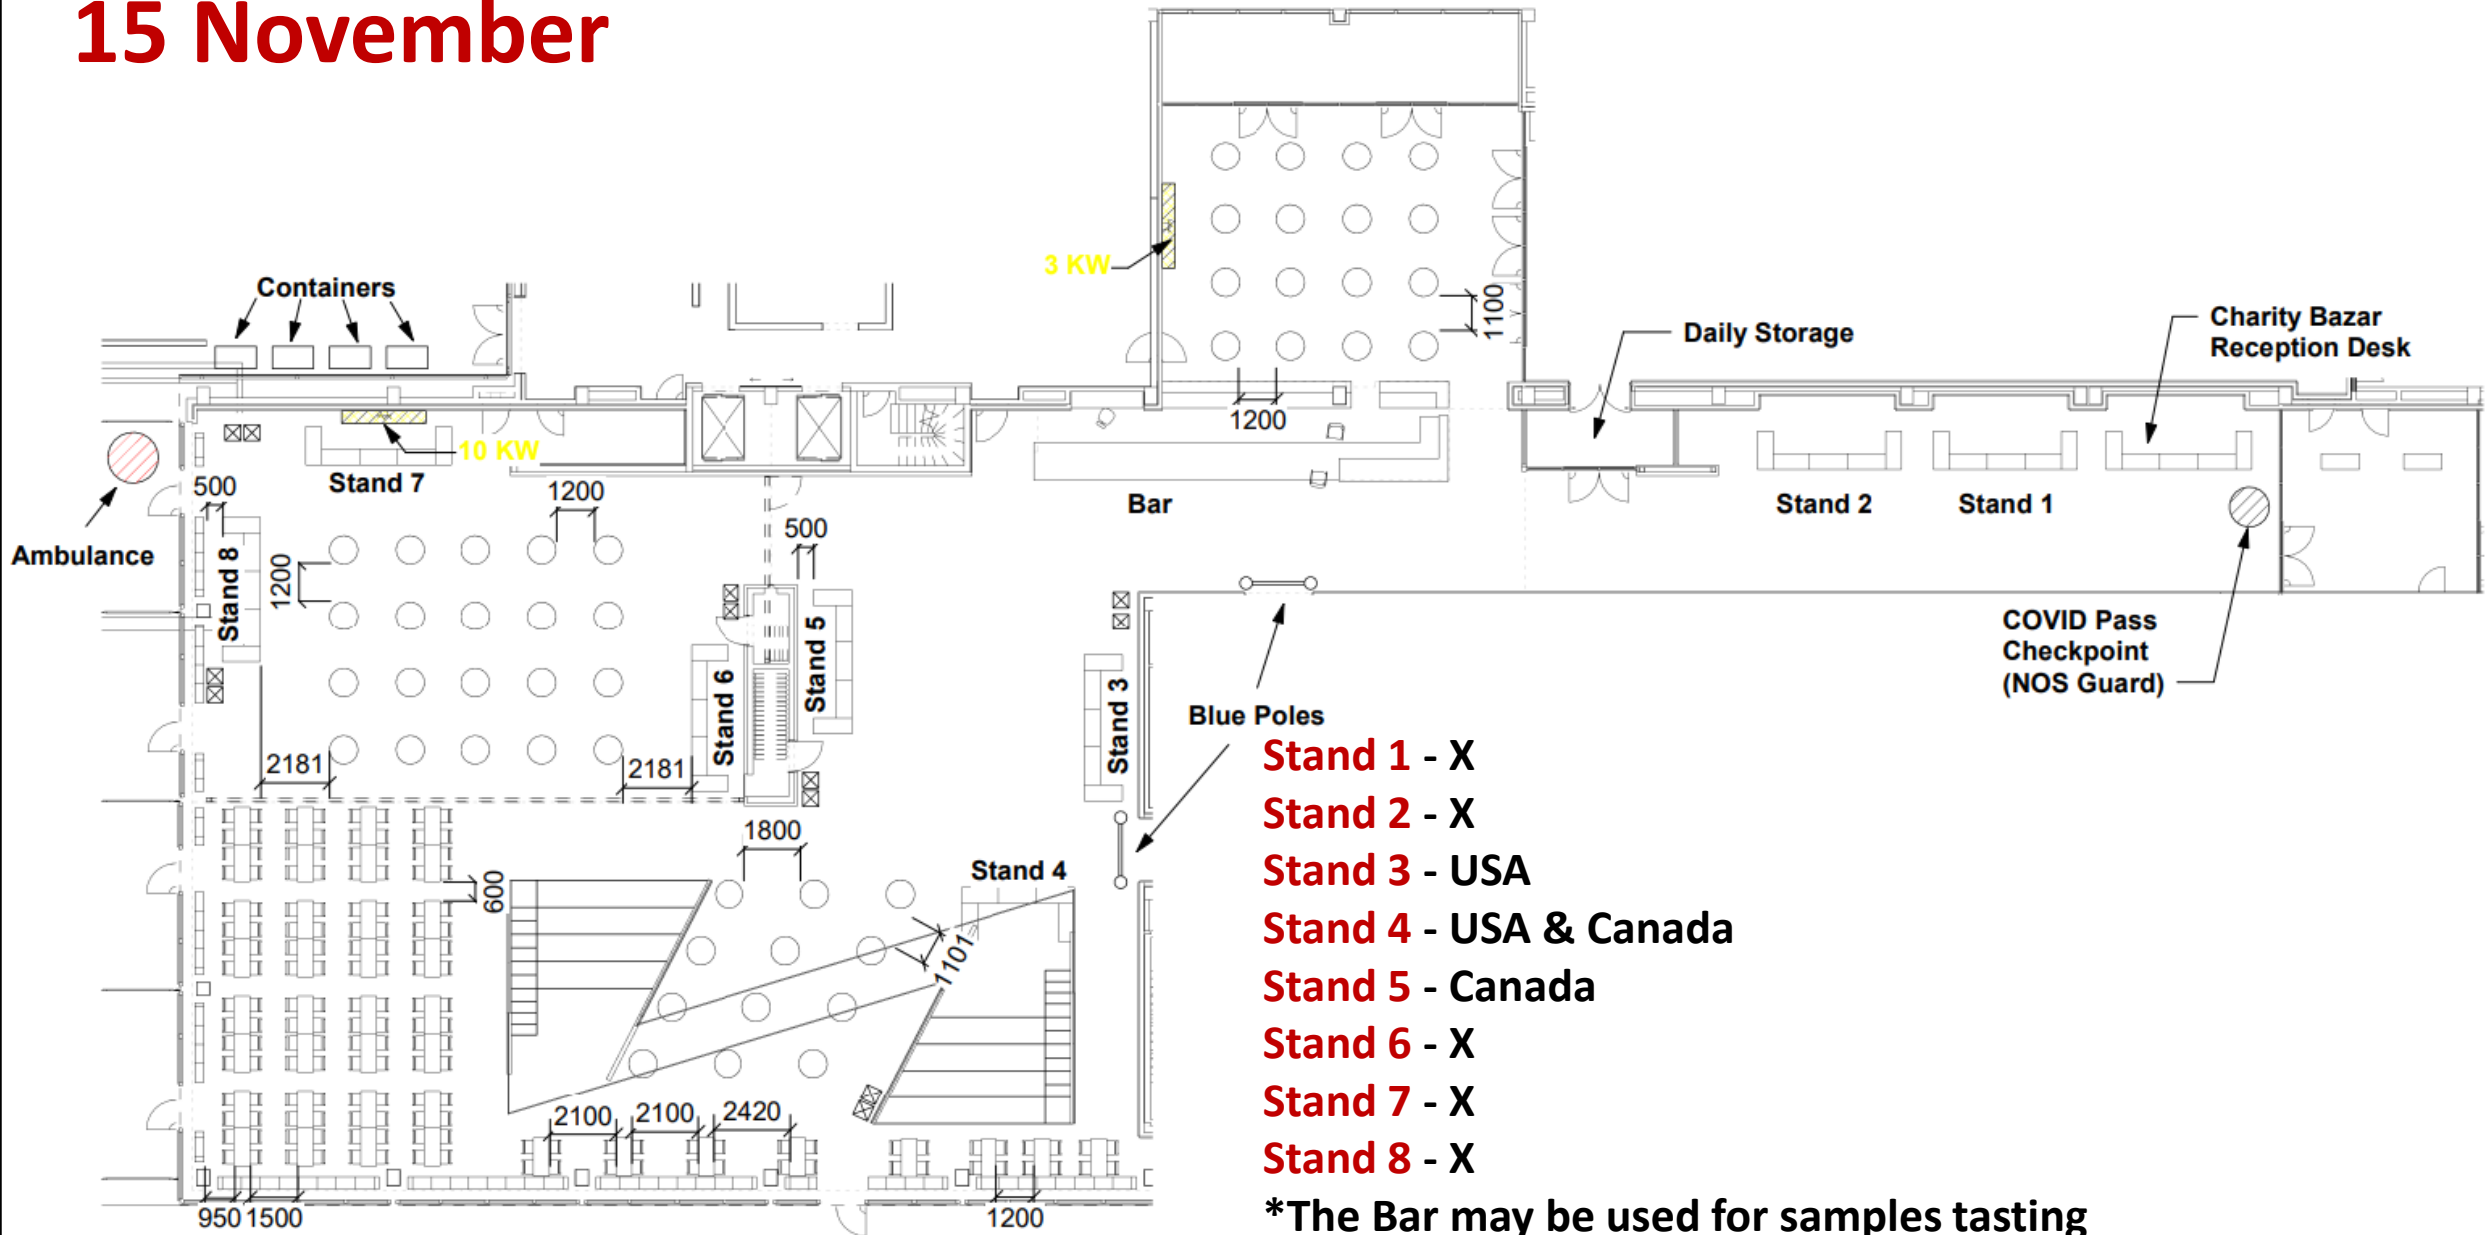 15 November
3 KW
1100
1200
Containers
Daily Storage
Charity Bazar
Reception Desk
10 KW
Stand 7
500
1200
Ambulance
Stand 8
1200
500
Bar
Stand 2
Stand 1
Stand 6
Stand 5
Stand 3
COVID Pass
Checkpoint
(NOS Guard)
Blue Poles
2181
2181
1800
600
Stand 4
1101
2100
2100
2420
950
1500
1200
Stand 1 - X
Stand 2 - X
Stand 3 - USA
Stand 4 - USA & Canada
Stand 5 - Canada
Stand 6 - X
Stand 7 - X
Stand 8 - X
*The Bar may be used for samples tasting